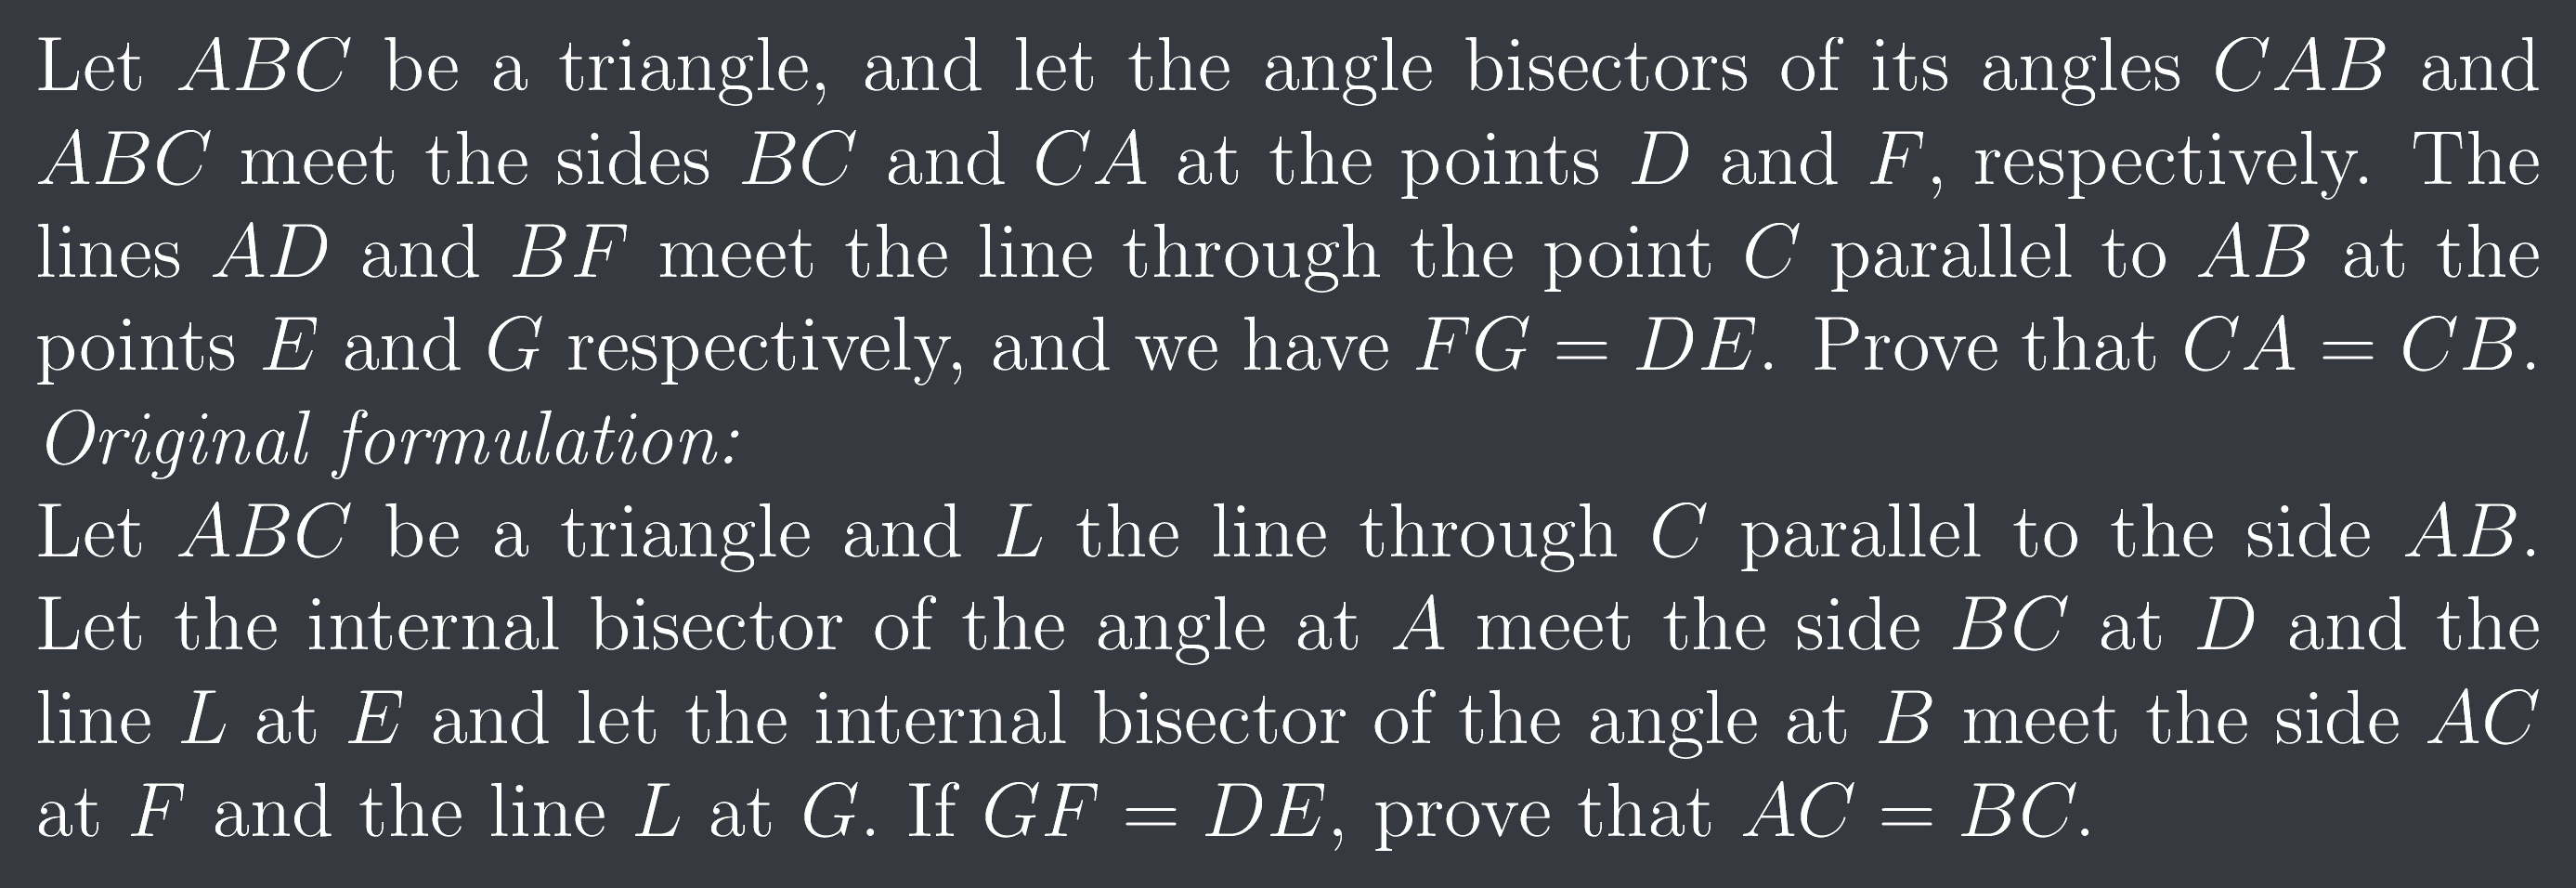 Let ABC be a triangle, and let the angle bisectors of its angles CAB and
ABC meet the sides BC and CA at the points D and F, respectively. The
lines AD and BF meet the line through the point C parallel to AB at the
points E and G respectively, and we have FG = DE. Prove that CA = CB.
Original formulation:
Let ABC be a triangle and L the line through C parallel to the side AB.
Let the internal bisector of the angle at A meet the side BC at D and the
line L at E and let the internal bisector of the angle at B meet the side AC
at F and the line L at G. If GF = DE, prove that AC = BC.